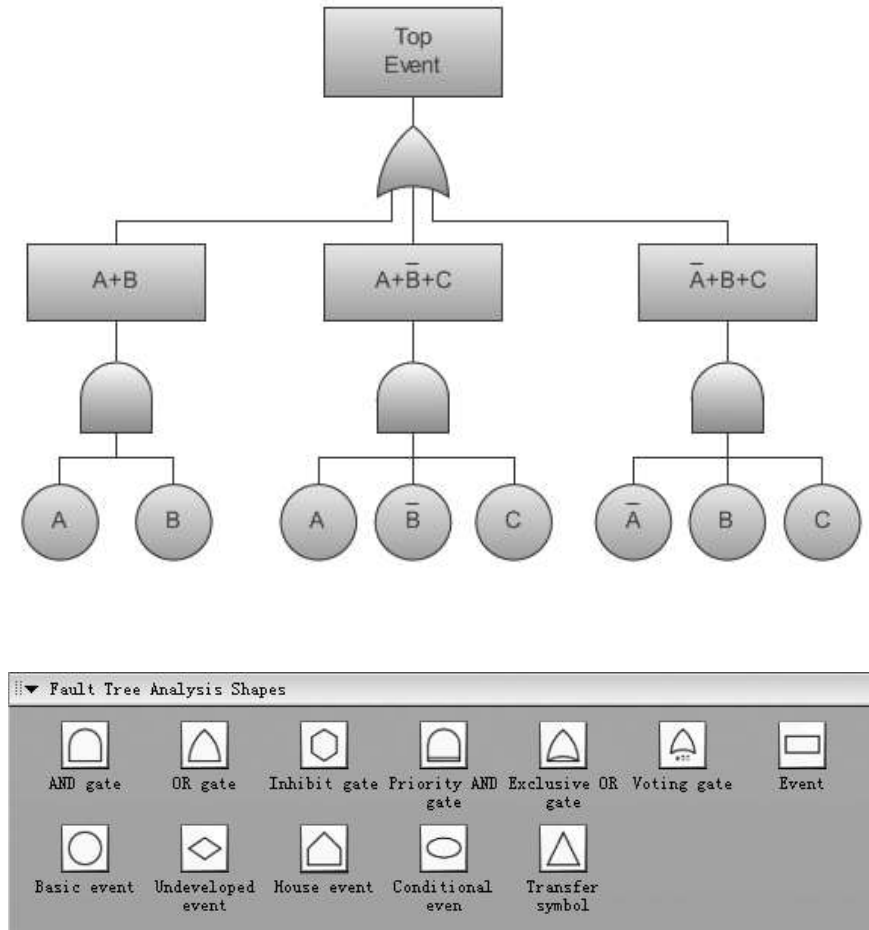 Top
Event
A+B
A+B̅+C
A̅+B+C
A
B
A
B̅
C
A̅
B
C
Fault Tree Analysis Shapes
AND gate
OR gate
Inhibit gate
Priority AND
gate
Exclusive OR
gate
Voting gate
Event
Basic event
Undeveloped
event
House event
Conditional
even
Transfer
symbol